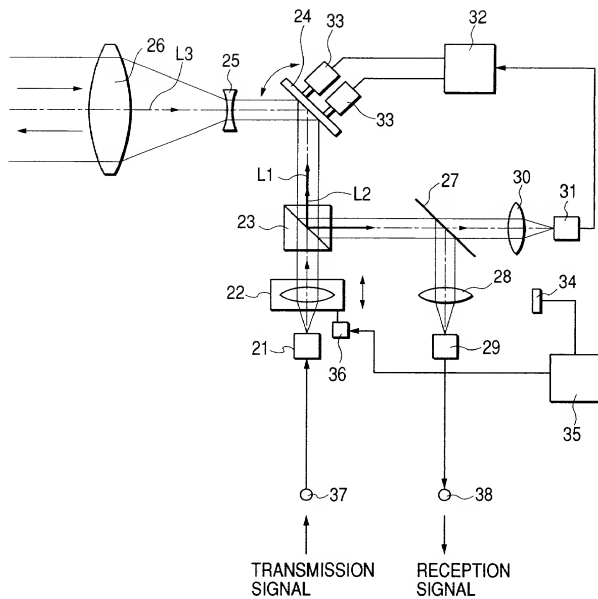 24
33
32
26
25
L3
33
L1
L2
27
30
31
23
22
28
34
21
36
29
35
37
38
TRANSMISSION
SIGNAL
RECEPTION
SIGNAL